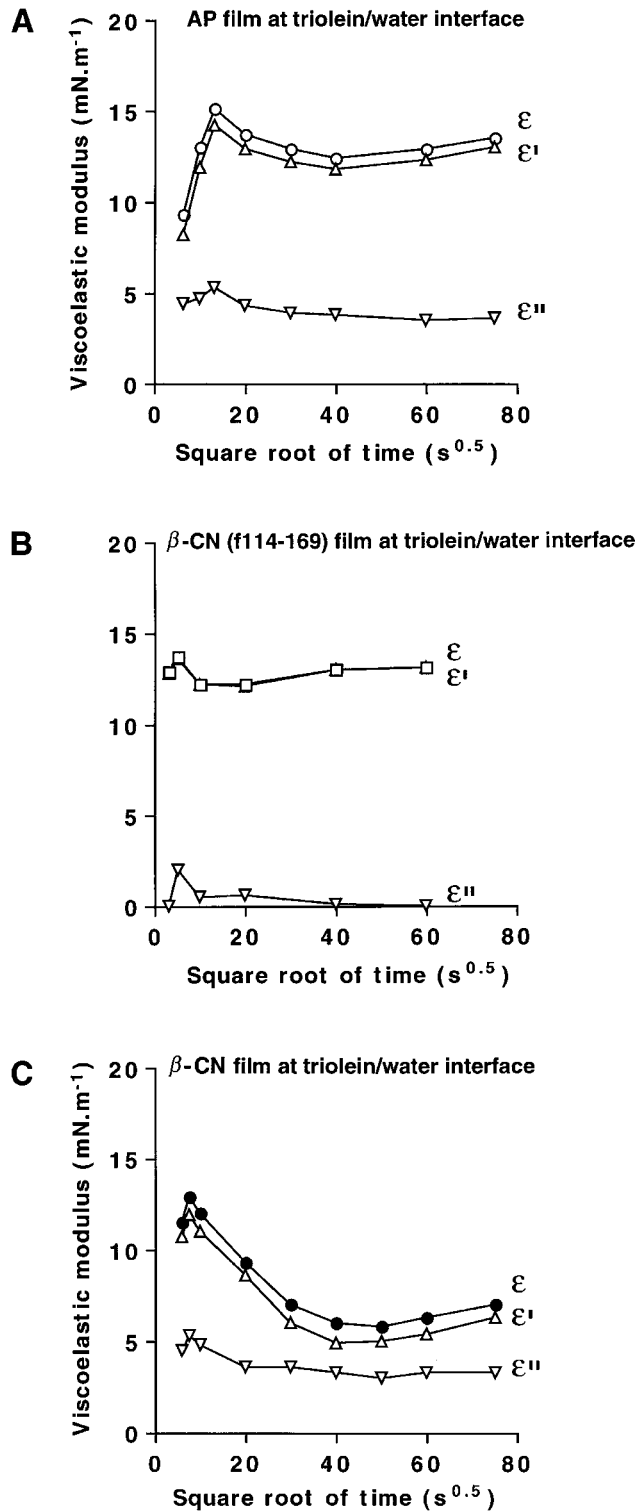 A
AP film at triolein/water interface
Viscoelastic modulus (mN.m⁻¹)
20
15
10
5
0
ε
ε'
ε"
0 20 40 60 80
Square root of time (s^0.5)
B
β-CN (f114-169) film at triolein/water interface
20
15
10
5
0
ε
ε'
ε"
0 20 40 60 80
Square root of time (s^0.5)
C
β-CN film at triolein/water interface
Viscoelastic modulus (mN.m⁻¹)
20
15
10
5
0
ε
ε'
ε"
0 20 40 60 80
Square root of time (s^0.5)